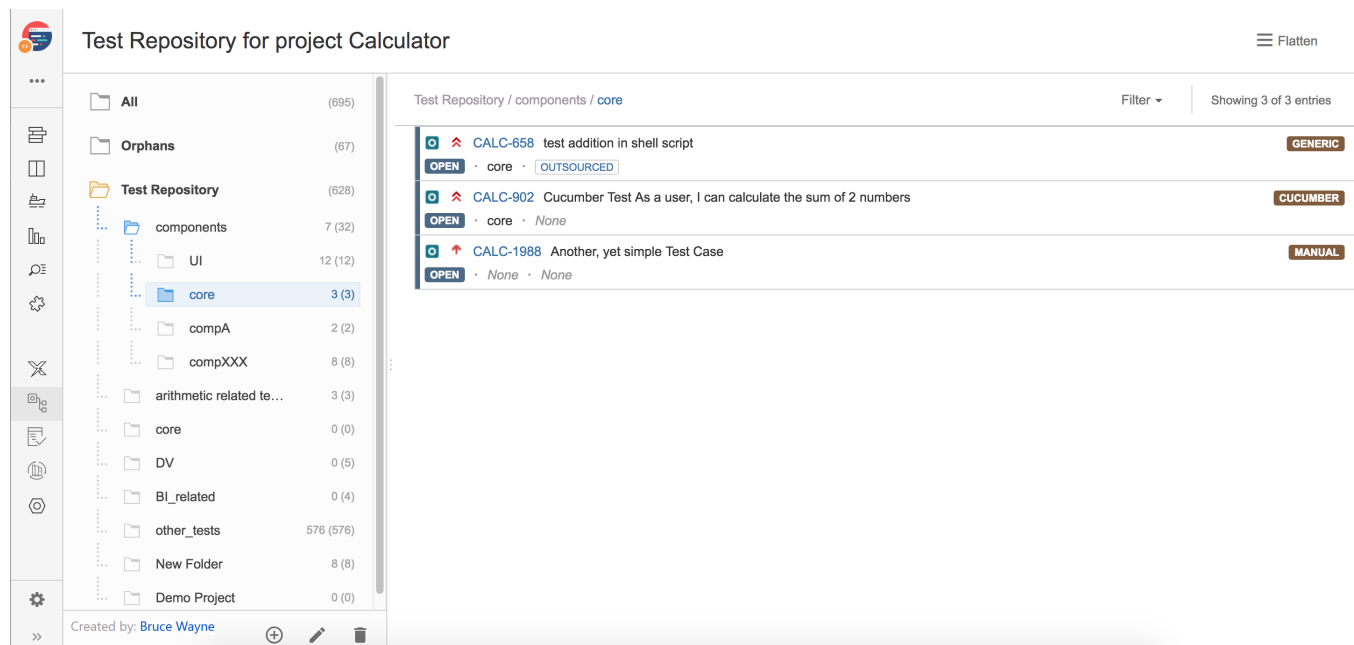 Test Repository for project Calculator
Flatten
All (695)
Orphans (67)
Test Repository (628)
components 7 (32)
UI 12 (12)
core 3 (3)
compA 2 (2)
compXXX 8 (8)
arithmetic related te… 3 (3)
core 0 (0)
DV 0 (5)
BI_related 0 (4)
other_tests 576 (576)
New Folder 8 (8)
Demo Project 0 (0)
Created by: Bruce Wayne
Test Repository / components / core
Filter
Showing 3 of 3 entries
CALC-658 test addition in shell script GENERIC
OPEN · core · OUTSOURCED
CALC-902 Cucumber Test As a user, I can calculate the sum of 2 numbers CUCUMBER
OPEN · core · None
CALC-1988 Another, yet simple Test Case MANUAL
OPEN · None · None